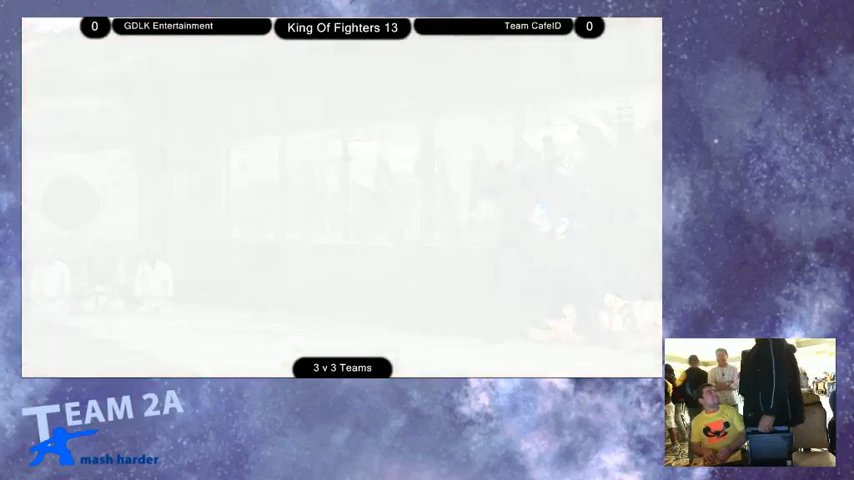 0 GDLK Entertainment King Of Fighters 13 Team CafeID 0
3 v 3 Teams
TEAM 2A
mash harder